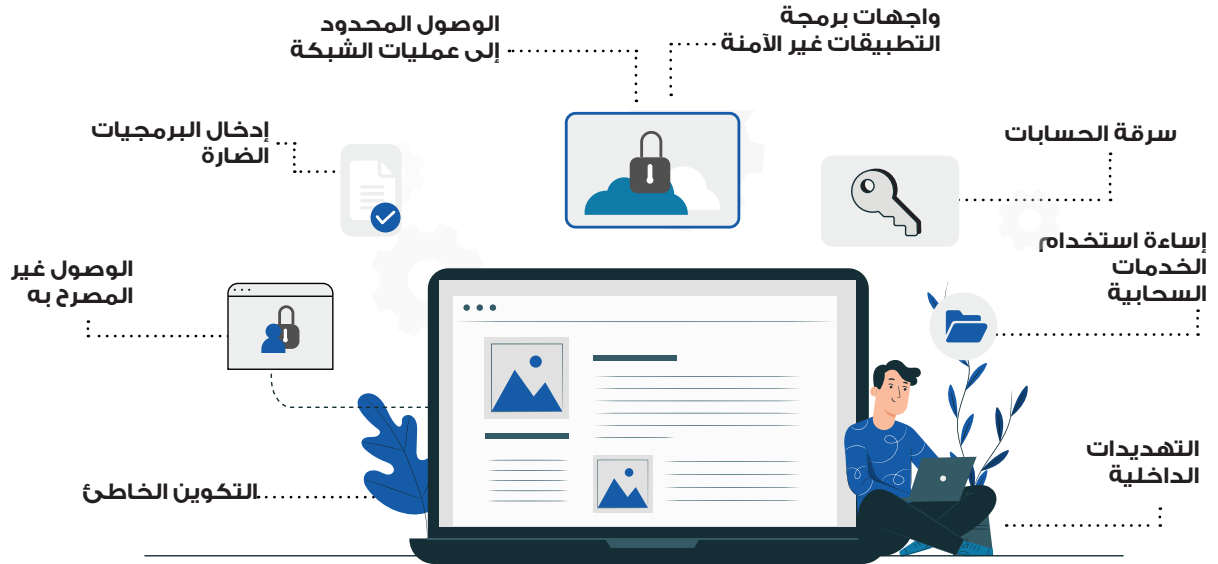 واجهات برمجة
التطبيقات غير الآمنة
الوصول المحدود
إلى عمليات الشبكة
سرقة الحسابات
إدخال البرمجيات
الضارة
إساءة استخدام
الخدمات
السحابية
الوصول غير
المصرح به
التهديدات
الداخلية
التكوين الخاطئ